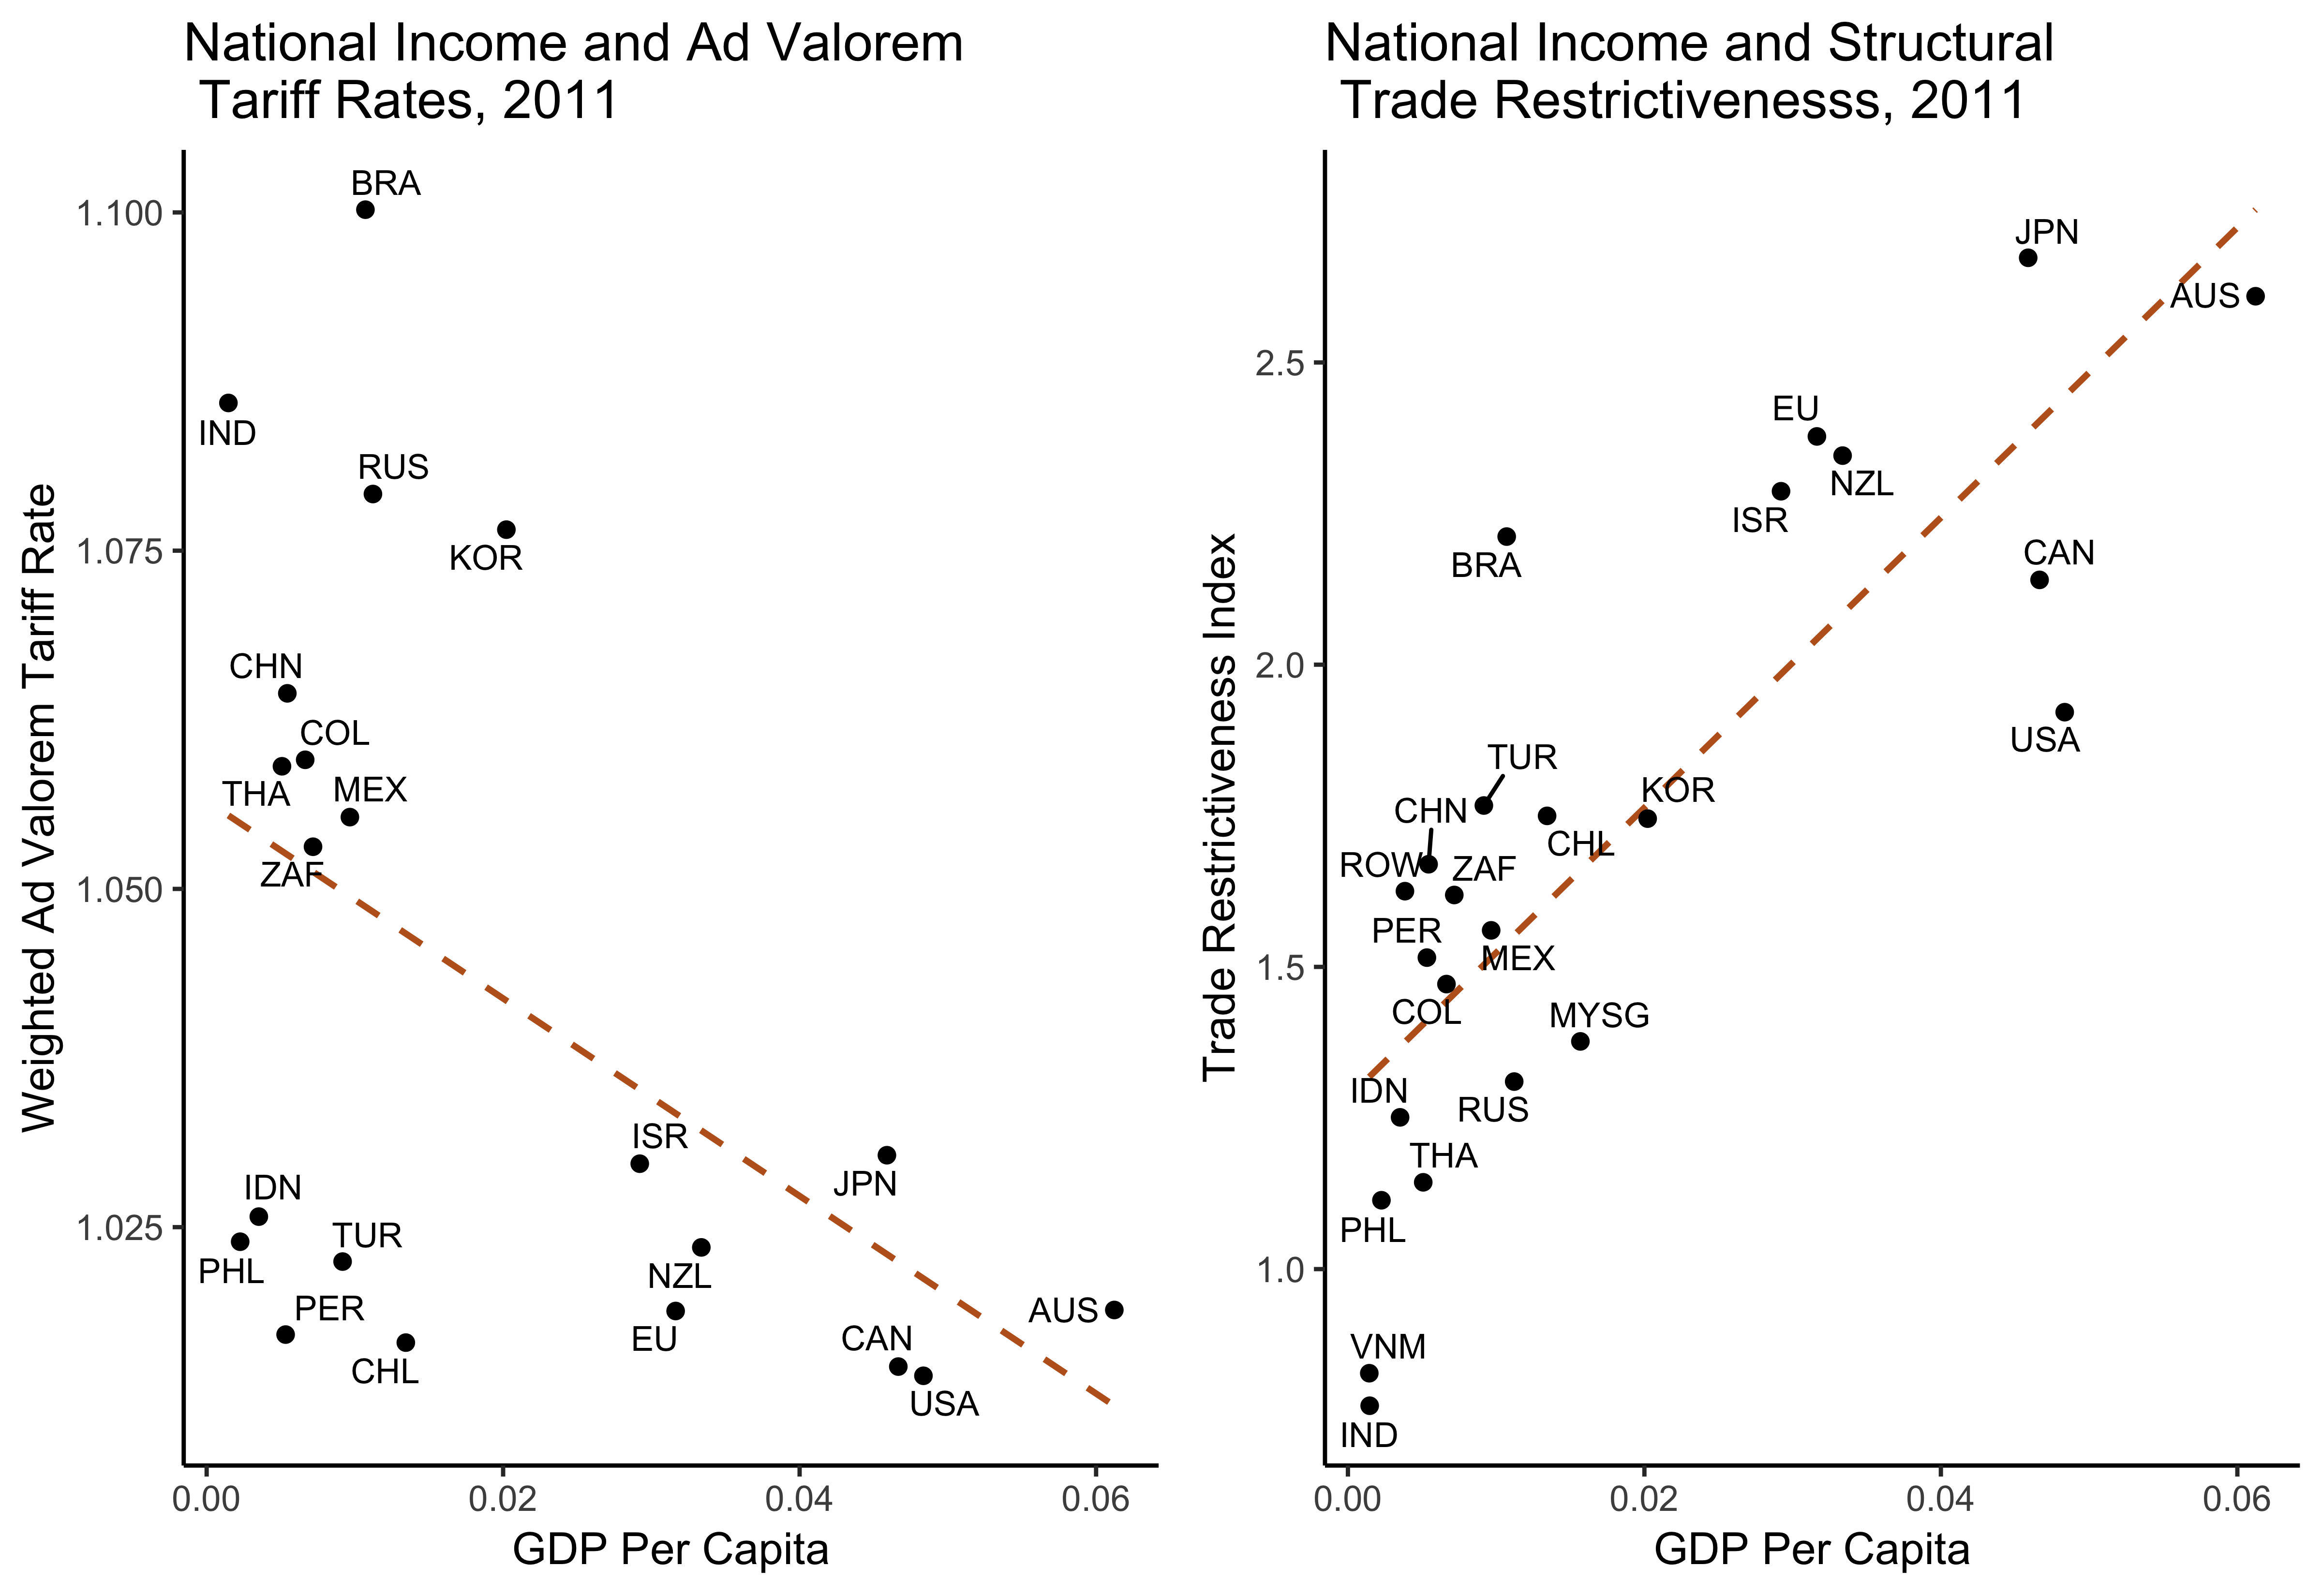 National Income and Ad Valorem
Tariff Rates, 2011
Weighted Ad Valorem Tariff Rate
1.100
1.075
1.050
1.025
BRA
IND
RUS
KOR
CHN
COL
THA
MEX
ZAF
ISR
JPN
IDN
TUR
PHL
NZL
PER
EU
AUS
CAN
CHL
USA
0.00
0.02
0.04
0.06
GDP Per Capita
National Income and Structural
Trade Restrictivenesss, 2011
Trade Restrictiveness Index
2.5
2.0
1.5
1.0
JPN
AUS
EU
NZL
ISR
CAN
BRA
USA
TUR
KOR
CHN
CHL
ROW
ZAF
PER
MEX
COL
MYSG
IDN
RUS
THA
PHL
VNM
IND
0.00
0.02
0.04
0.06
GDP Per Capita